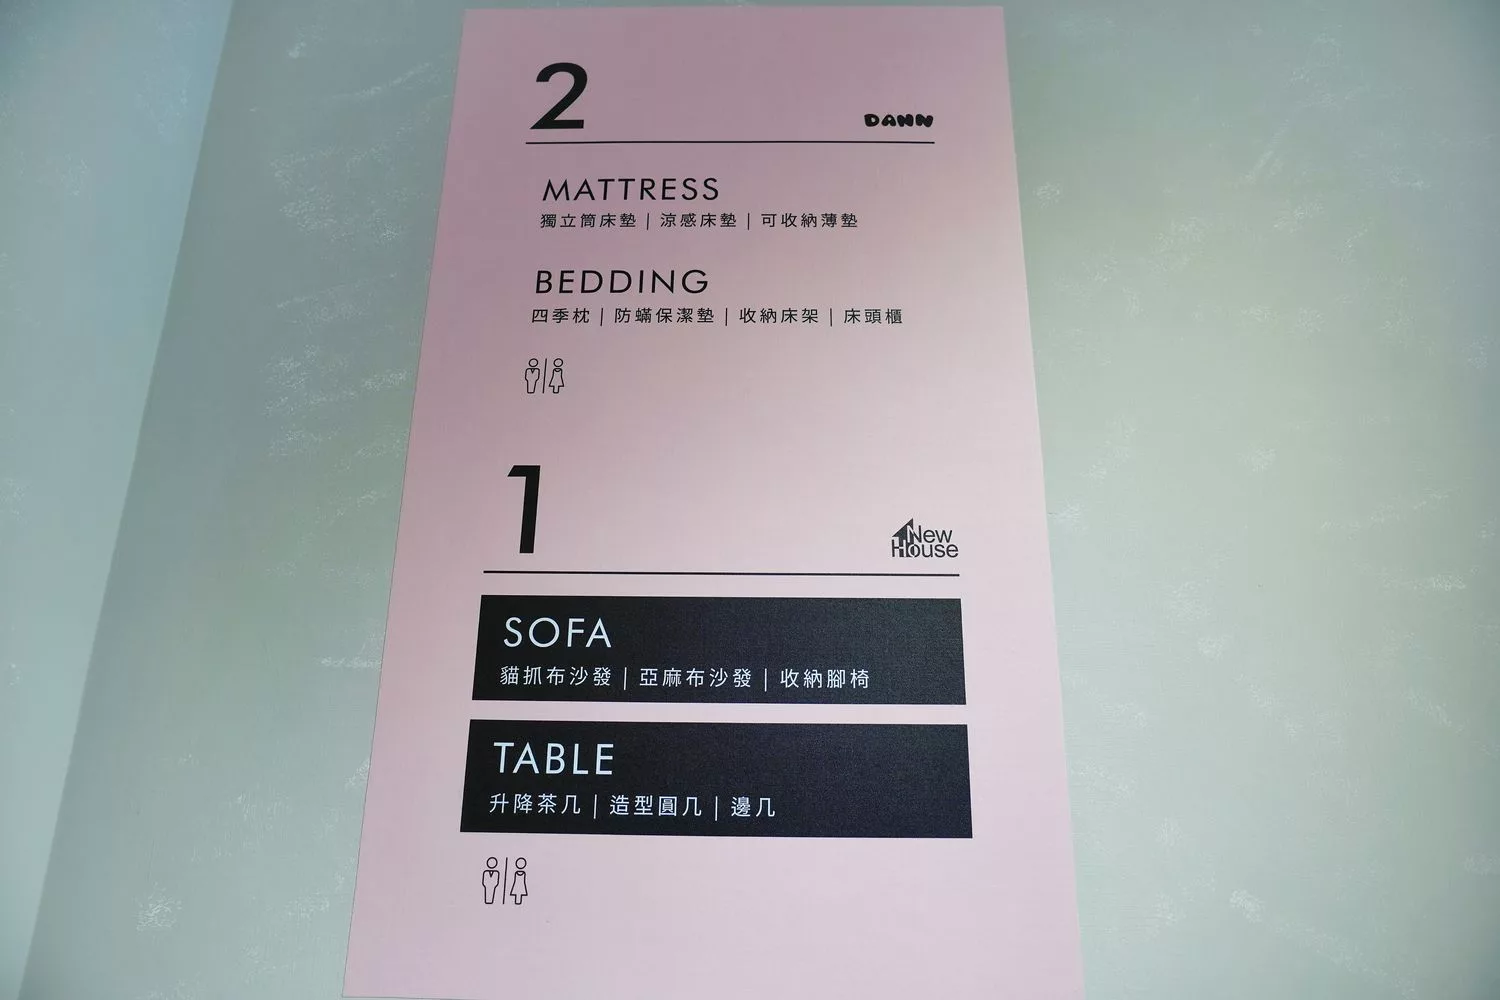 2
DANN
MATTRESS
獨立筒床墊 | 涼感床墊 | 可收納薄墊
BEDDING
四季枕 | 防蟎保潔墊 | 收納床架 | 床頭櫃
1
New
House
SOFA
貓抓布沙發 | 亞麻布沙發 | 收納腳椅
TABLE
升降茶几 | 造型圓几 | 邊几